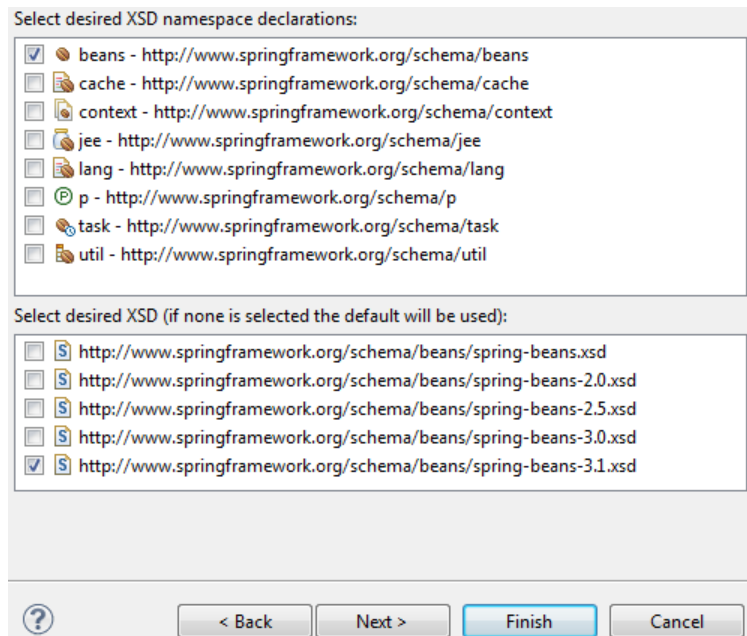 Select desired XSD namespace declarations:
beans - http://www.springframework.org/schema/beans
cache - http://www.springframework.org/schema/cache
context - http://www.springframework.org/schema/context
jee - http://www.springframework.org/schema/jee
lang - http://www.springframework.org/schema/lang
p - http://www.springframework.org/schema/p
task - http://www.springframework.org/schema/task
util - http://www.springframework.org/schema/util
Select desired XSD (if none is selected the default will be used):
http://www.springframework.org/schema/beans/spring-beans.xsd
http://www.springframework.org/schema/beans/spring-beans-2.0.xsd
http://www.springframework.org/schema/beans/spring-beans-2.5.xsd
http://www.springframework.org/schema/beans/spring-beans-3.0.xsd
http://www.springframework.org/schema/beans/spring-beans-3.1.xsd
? < Back Next > Finish Cancel